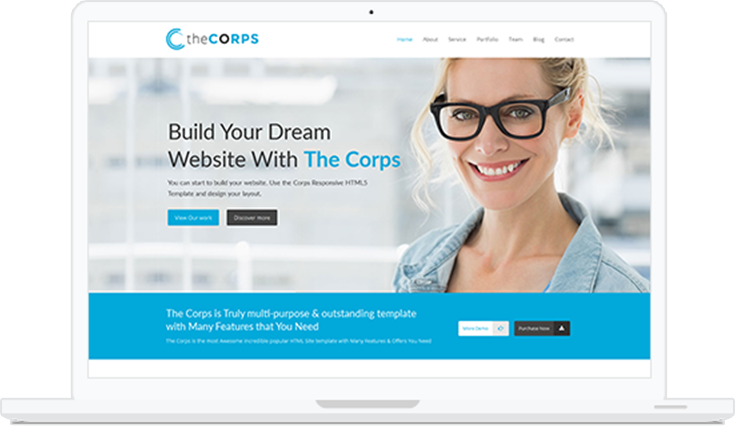 theCORPS
Home About Service Portfolio Team Blog Contact
Build Your Dream
Website With The Corps
You can start to build your website. Use the Corps Responsive HTML5
Template and design your layout.
View Our work Discover more
The Corps is Truly multi-purpose & outstanding template
with Many Features that You Need
The Corps is the most Awesome incredible popular HTML Site template with Many Features & Offers You Need
More Demo Purchase Now